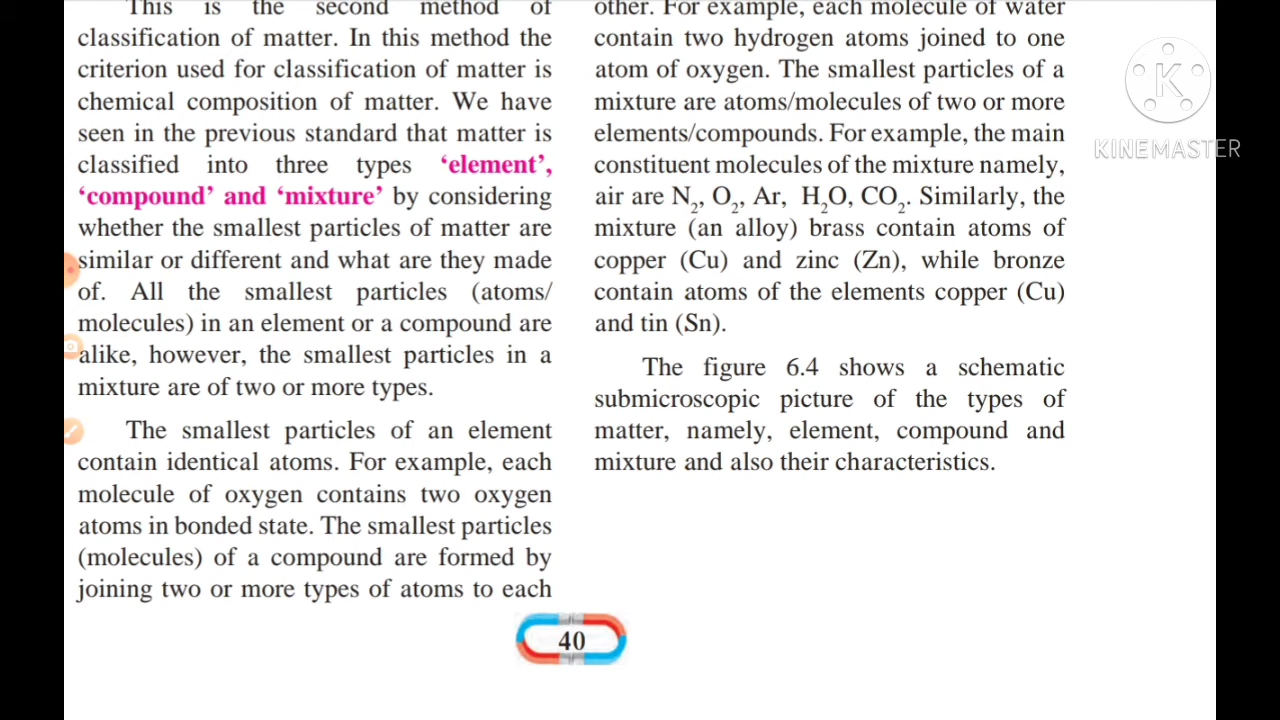 This is the second method of
classification of matter. In this method the
criterion used for classification of matter is
chemical composition of matter. We have
seen in the previous standard that matter is
classified into three types ‘element’,
‘compound’ and ‘mixture’ by considering
whether the smallest particles of matter are
similar or different and what are they made
of. All the smallest particles (atoms/
molecules) in an element or a compound are
alike, however, the smallest particles in a
mixture are of two or more types.
The smallest particles of an element
contain identical atoms. For example, each
molecule of oxygen contains two oxygen
atoms in bonded state. The smallest particles
(molecules) of a compound are formed by
joining two or more types of atoms to each
other. For example, each molecule of water
contain two hydrogen atoms joined to one
atom of oxygen. The smallest particles of a
mixture are atoms/molecules of two or more
elements/compounds. For example, the main
constituent molecules of the mixture namely,
air are N₂, O₂, Ar, H₂O, CO₂. Similarly, the
mixture (an alloy) brass contain atoms of
copper (Cu) and zinc (Zn), while bronze
contain atoms of the elements copper (Cu)
and tin (Sn).
The figure 6.4 shows a schematic
submicroscopic picture of the types of
matter, namely, element, compound and
mixture and also their characteristics.
40
K
KINEMASTER